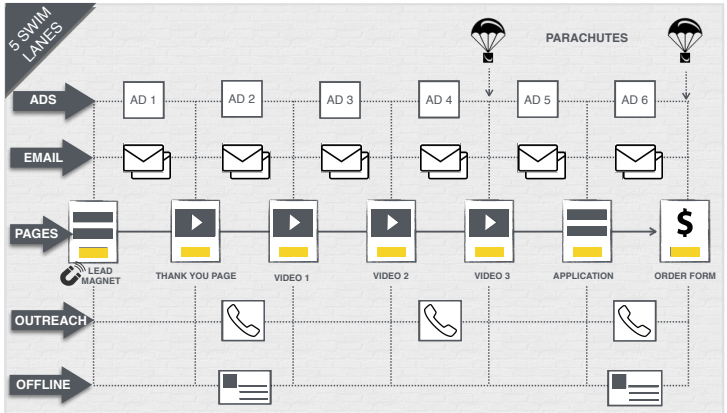 5 SWIM
LANES
PARACHUTES
ADS
AD 1
AD 2
AD 3
AD 4
AD 5
AD 6
EMAIL
PAGES
$
LEAD
MAGNET
THANK YOU PAGE
VIDEO 1
VIDEO 2
VIDEO 3
APPLICATION
ORDER FORM
OUTREACH
OFFLINE